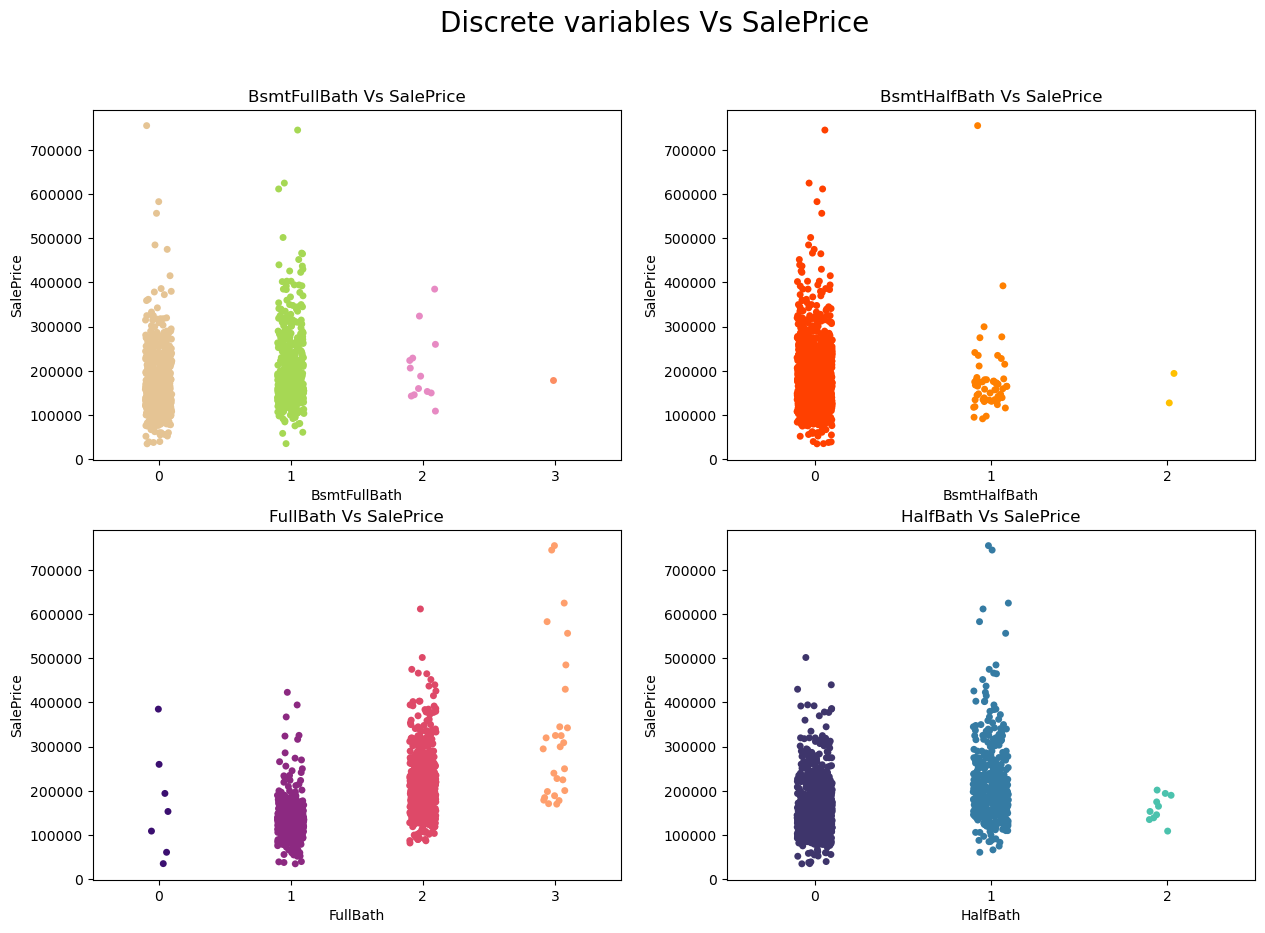 Discrete variables Vs SalePrice
BsmtFullBath Vs SalePrice
700000
600000
500000
400000
300000
200000
100000
0
SalePrice
0 1 2 3
BsmtFullBath
BsmtHalfBath Vs SalePrice
700000
600000
500000
400000
300000
200000
100000
0
SalePrice
0 1 2
BsmtHalfBath
FullBath Vs SalePrice
700000
600000
500000
400000
300000
200000
100000
0
SalePrice
0 1 2 3
FullBath
HalfBath Vs SalePrice
700000
600000
500000
400000
300000
200000
100000
0
SalePrice
0 1 2
HalfBath